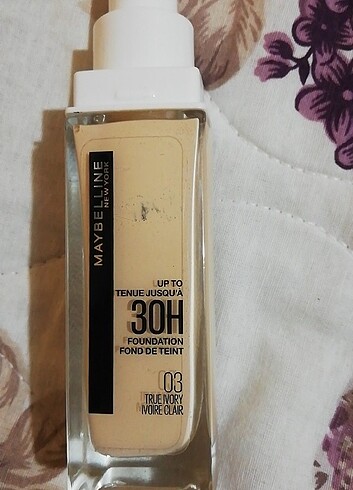 MAYBELLINE
NEW YORK
UP TO
TENUE JUSQU'À
30H
FOUNDATION
FOND DE TEINT
03
TRUE IVORY
IVOIRE CLAIR